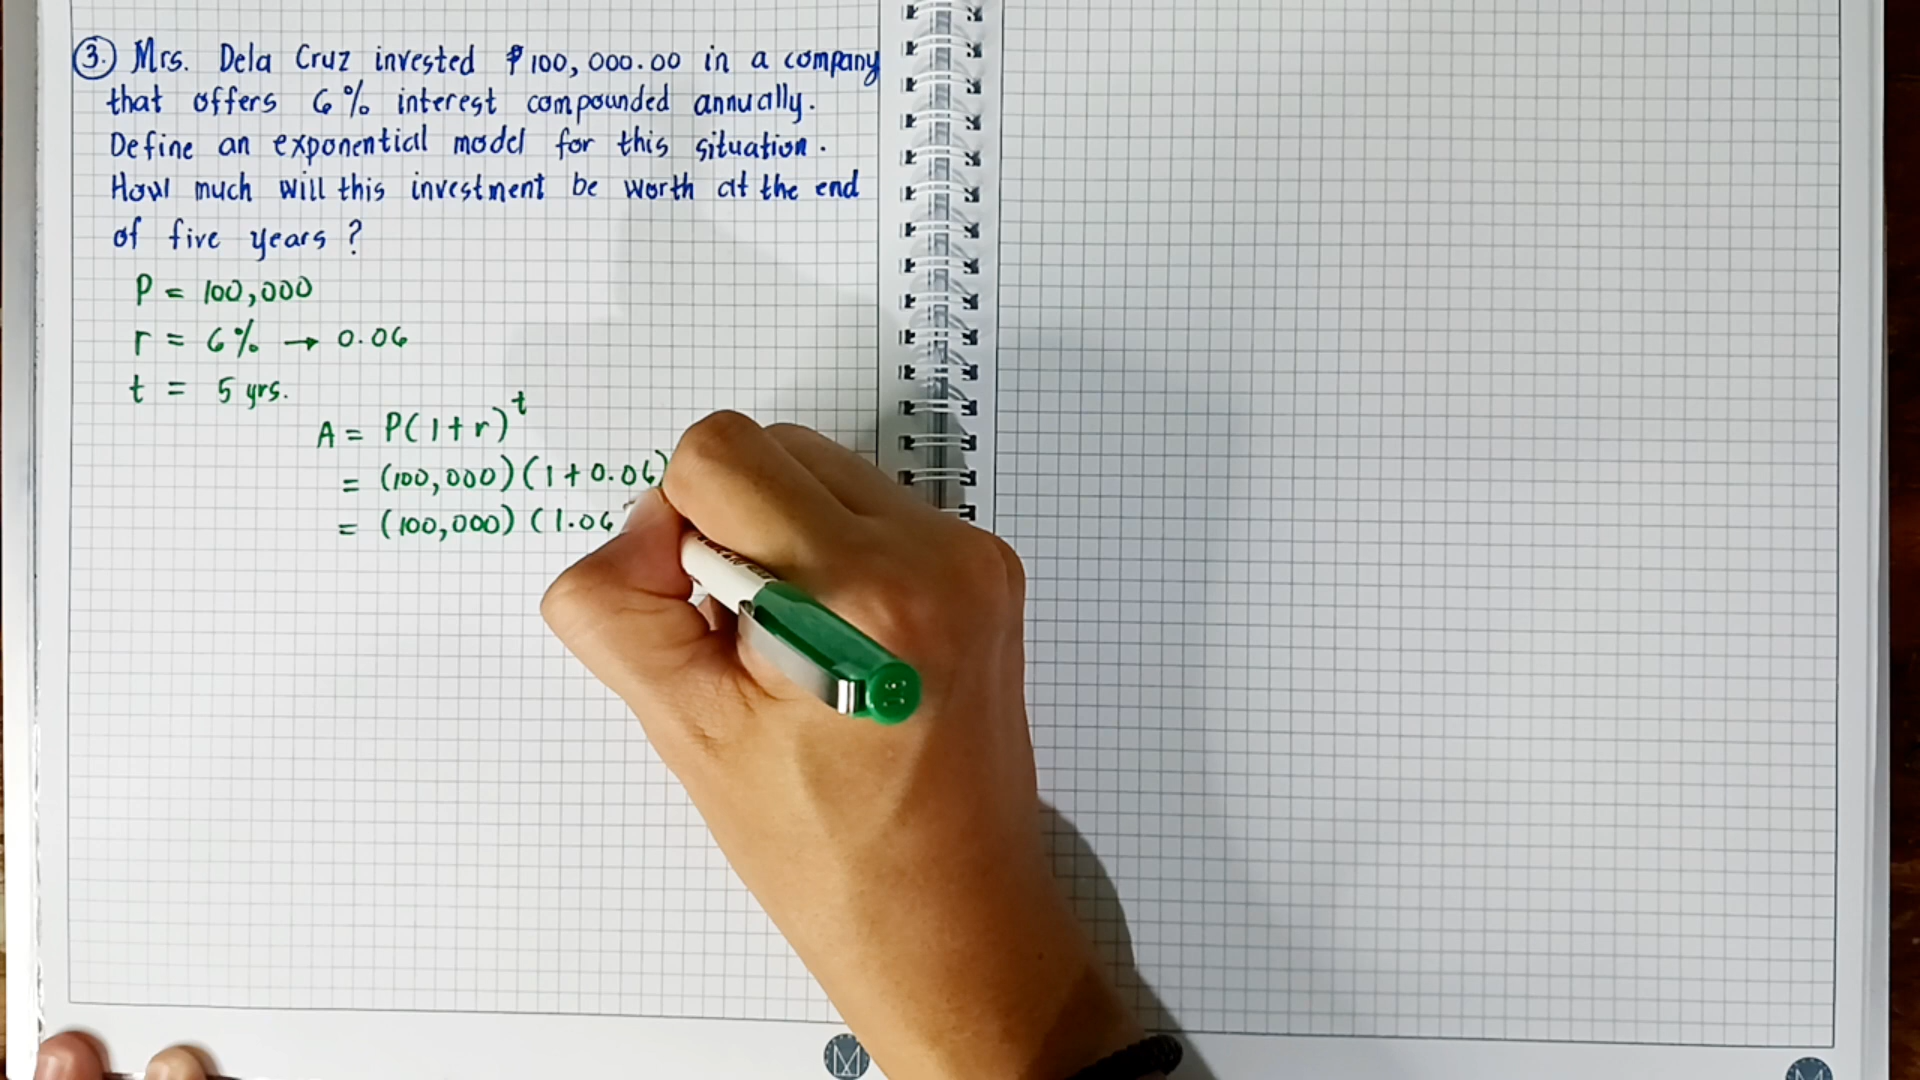 3. Mrs. Dela Cruz invested ₱100,000.00 in a company
that offers 6% interest compounded annually.
Define an exponential model for this situation.
How much will this investment be worth at the end
of five years?
P = 100,000
r = 6% → 0.06
t = 5 yrs.
A = P(1+r)^t
= (100,000)(1+0.06)
= (100,000)(1.06